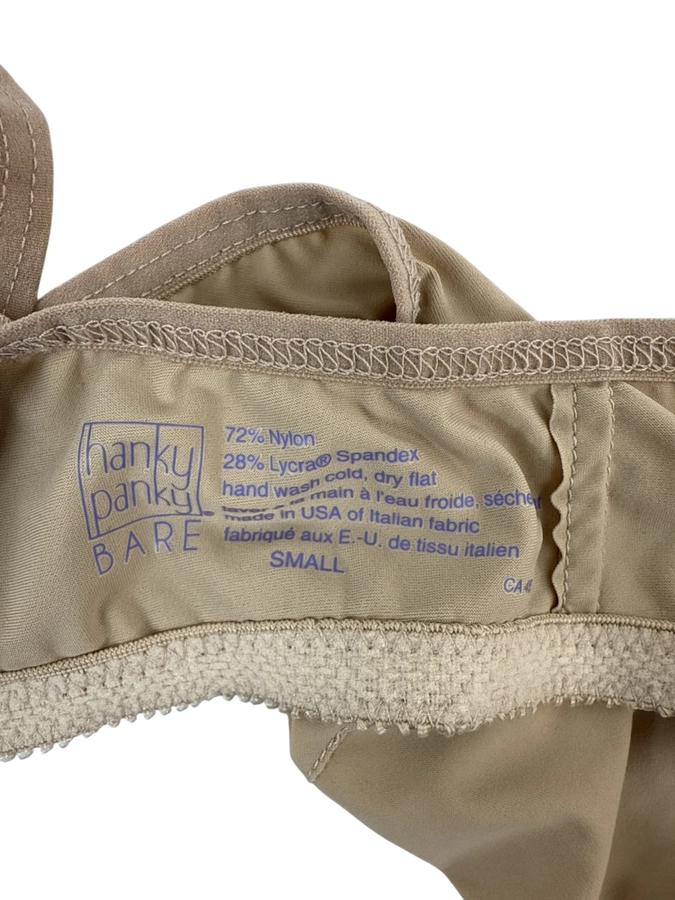 hanky
panky
BARE
72% Nylon
28% Lycra® Spandex
hand wash cold, dry flat
laver à la main à l'eau froide, sécher
made in USA of Italian fabric
fabriqué aux E.-U. de tissu italien
SMALL